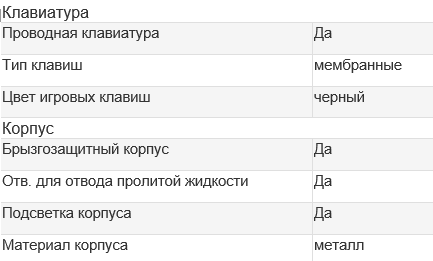 Клавиатура
Проводная клавиатура Да
Тип клавиш мембранные
Цвет игровых клавиш черный
Корпус
Брызгозащитный корпус Да
Отв. для отвода пролитой жидкости Да
Подсветка корпуса Да
Материал корпуса металл